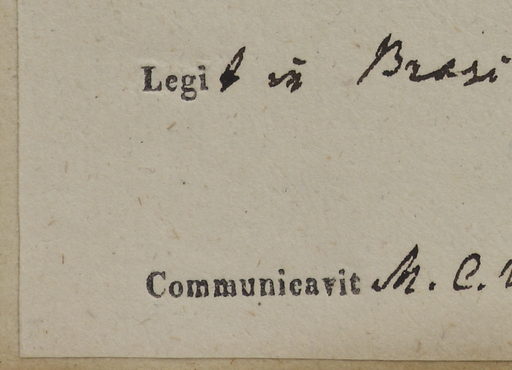 Legit in Brasi
Communicavit M. C.